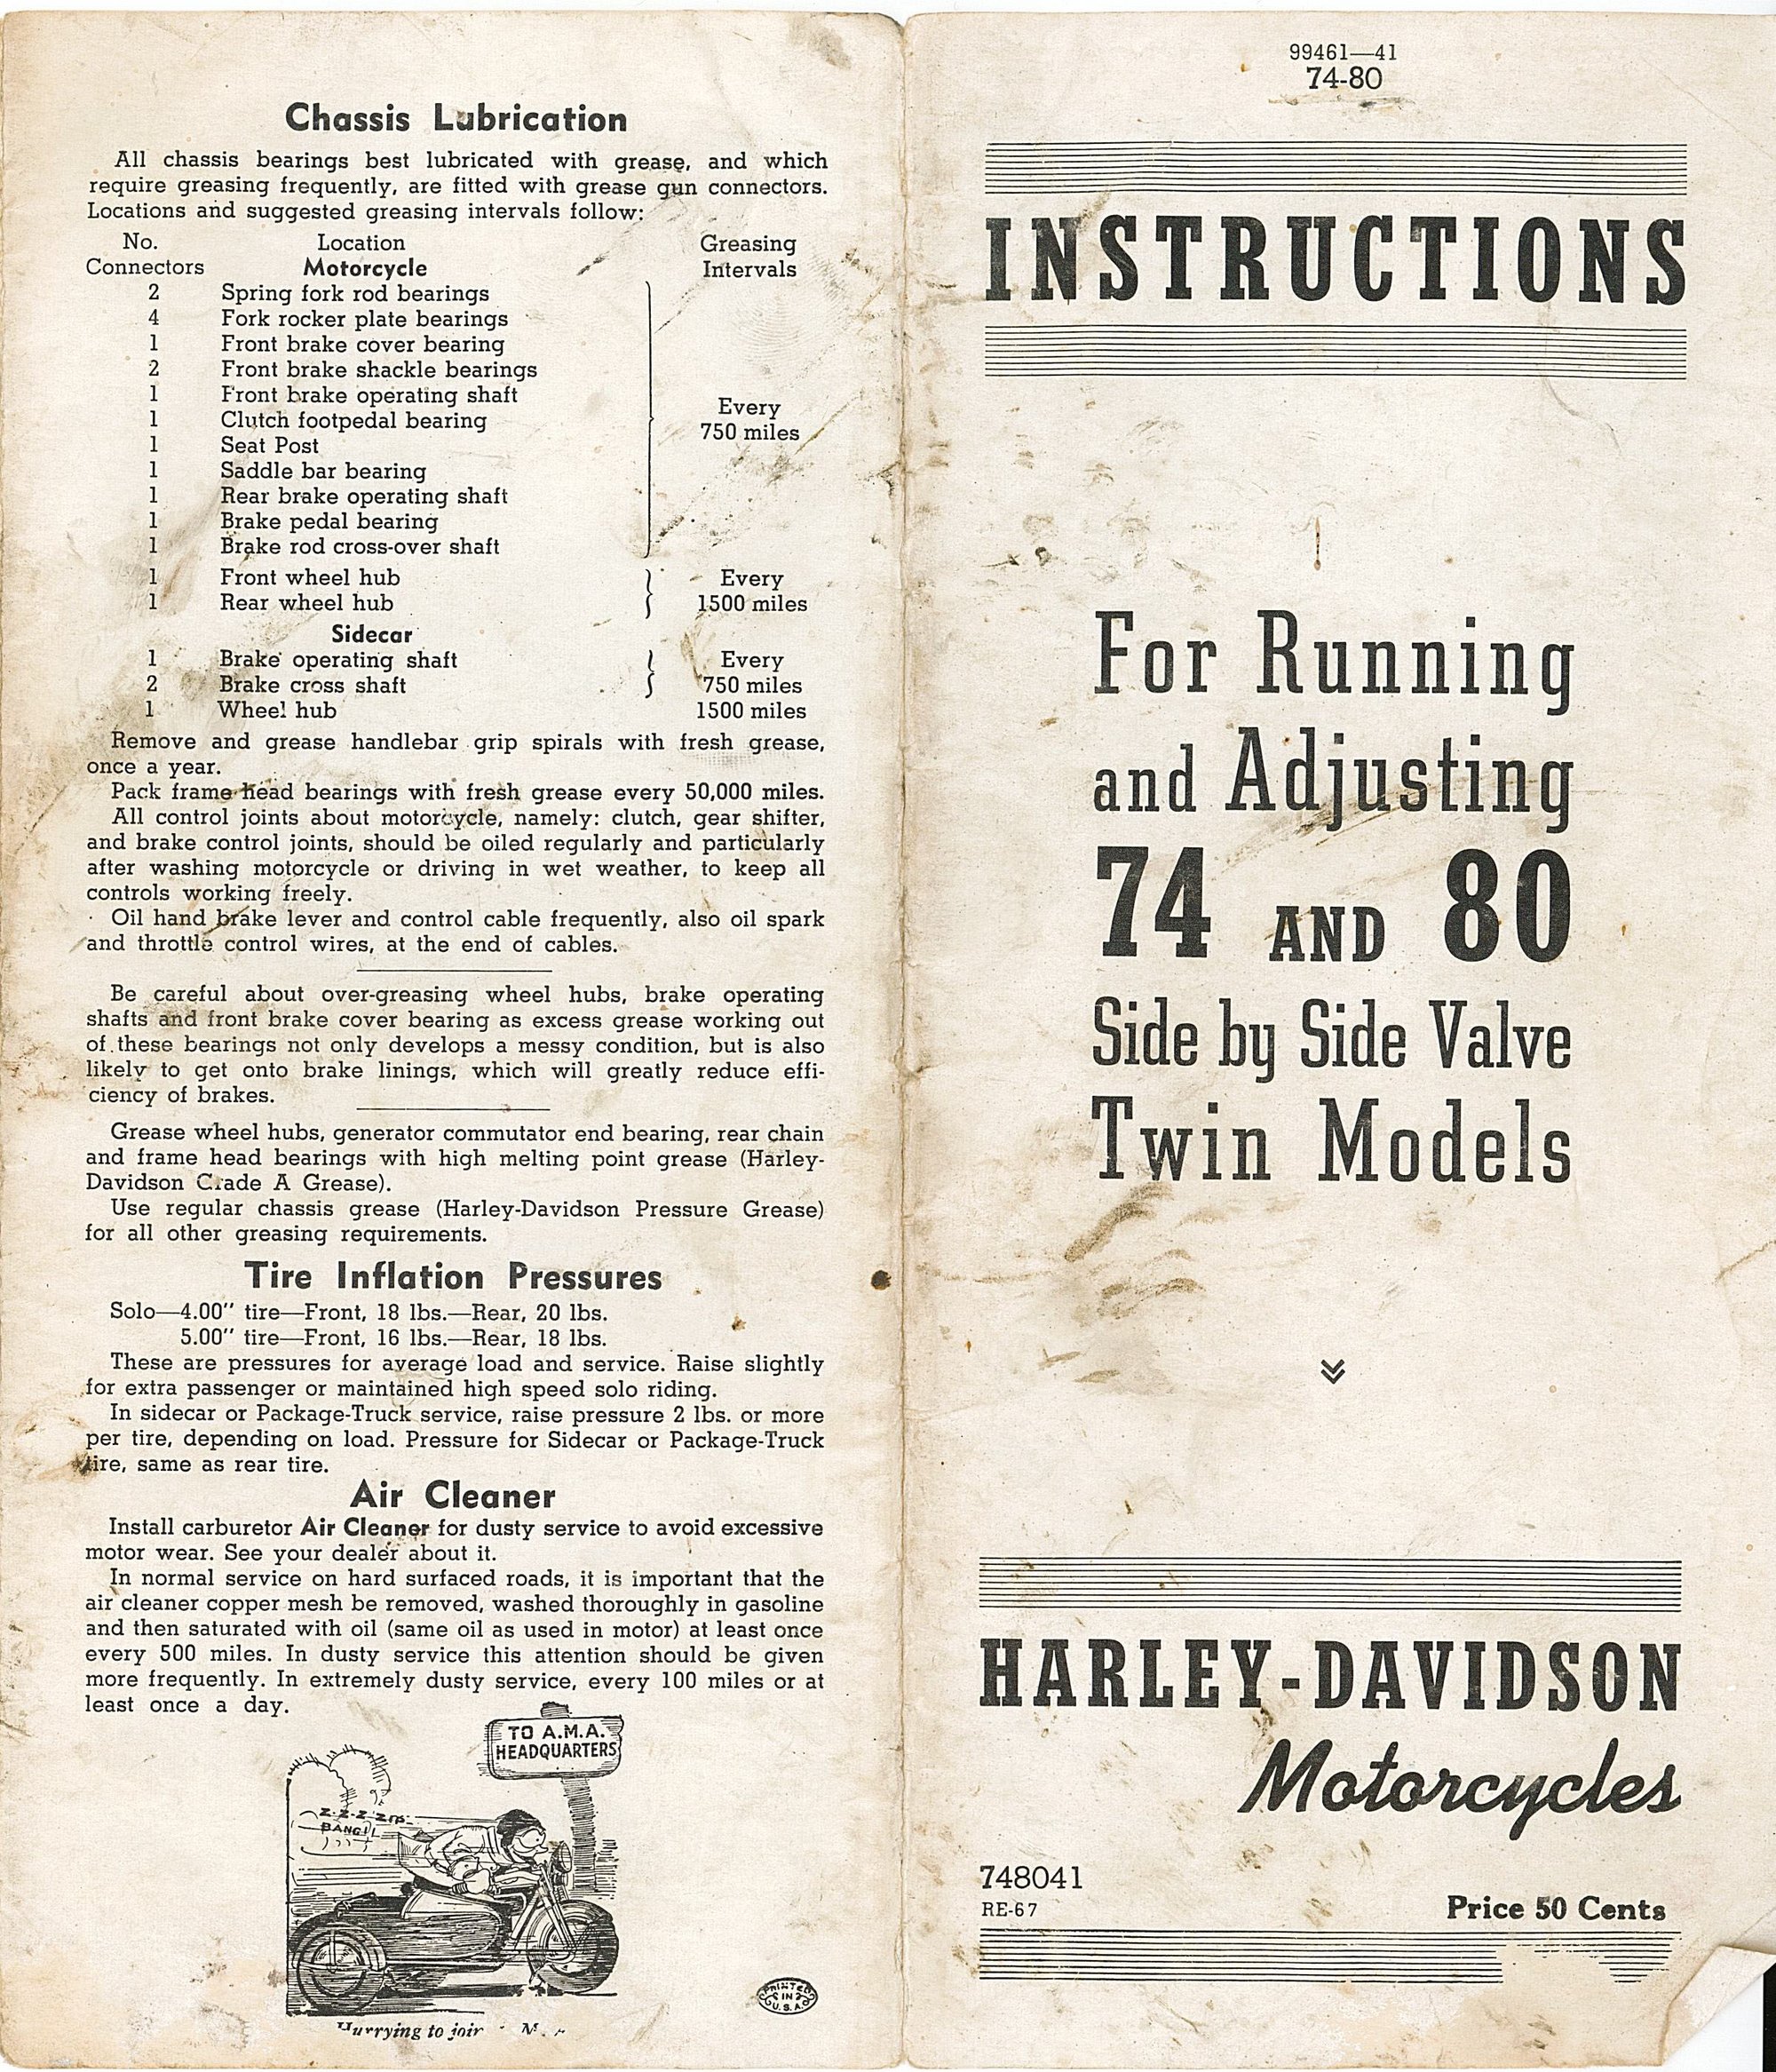 Chassis Lubrication
All chassis bearings best lubricated with grease, and which
require greasing frequently, are fitted with grease gun connectors.
Locations and suggested greasing intervals follow:
No. Location Greasing
Connectors Motorcycle Intervals
2 Spring fork rod bearings
4 Fork rocker plate bearings
1 Front brake cover bearing
2 Front brake shackle bearings
1 Front brake operating shaft
Every
1 Clutch footpedal bearing
750 miles
1 Seat Post
1 Saddle bar bearing
1 Rear brake operating shaft
1 Brake pedal bearing
1 Brake rod cross-over shaft
1 Front wheel hub Every
1 Rear wheel hub 1500 miles
Sidecar
1 Brake operating shaft Every
2 Brake cross shaft 750 miles
1 Wheel hub 1500 miles
Remove and grease handlebar grip spirals with fresh grease,
once a year.
Pack frame head bearings with fresh grease every 50,000 miles.
All control joints about motorcycle, namely: clutch, gear shifter,
and brake control joints, should be oiled regularly and particularly
after washing motorcycle or driving in wet weather, to keep all
controls working freely.
Oil hand brake lever and control cable frequently, also oil spark
and throttle control wires, at the end of cables.
Be careful about over-greasing wheel hubs, brake operating
shafts and front brake cover bearing as excess grease working out
of these bearings not only develops a messy condition, but is also
likely to get onto brake linings, which will greatly reduce effi-
ciency of brakes.
Grease wheel hubs, generator commutator end bearing, rear chain
and frame head bearings with high melting point grease (Harley-
Davidson Grade A Grease).
Use regular chassis grease (Harley-Davidson Pressure Grease)
for all other greasing requirements.
Tire Inflation Pressures
Solo—4.00″ tire—Front, 18 lbs.—Rear, 20 lbs.
5.00″ tire—Front, 16 lbs.—Rear, 18 lbs.
These are pressures for average load and service. Raise slightly
for extra passenger or maintained high speed solo riding.
In sidecar or Package-Truck service, raise pressure 2 lbs. or more
per tire, depending on load. Pressure for Sidecar or Package-Truck
tire, same as rear tire.
Air Cleaner
Install carburetor Air Cleaner for dusty service to avoid excessive
motor wear. See your dealer about it.
In normal service on hard surfaced roads, it is important that the
air cleaner copper mesh be removed, washed thoroughly in gasoline
and then saturated with oil (same oil as used in motor) at least once
every 500 miles. In dusty service this attention should be given
more frequently. In extremely dusty service, every 100 miles or at
least once a day.
TO A.M.A.
HEADQUARTERS
Z-Z-Z-ZIP-
BANG!!
Hurrying to join
PRINTED
IN
U.S.A.
99461—41
74-80
INSTRUCTIONS
For Running
and Adjusting
74 AND 80
Side by Side Valve
Twin Models
HARLEY-DAVIDSON
Motorcycles
748041
RE-67
Price 50 Cents